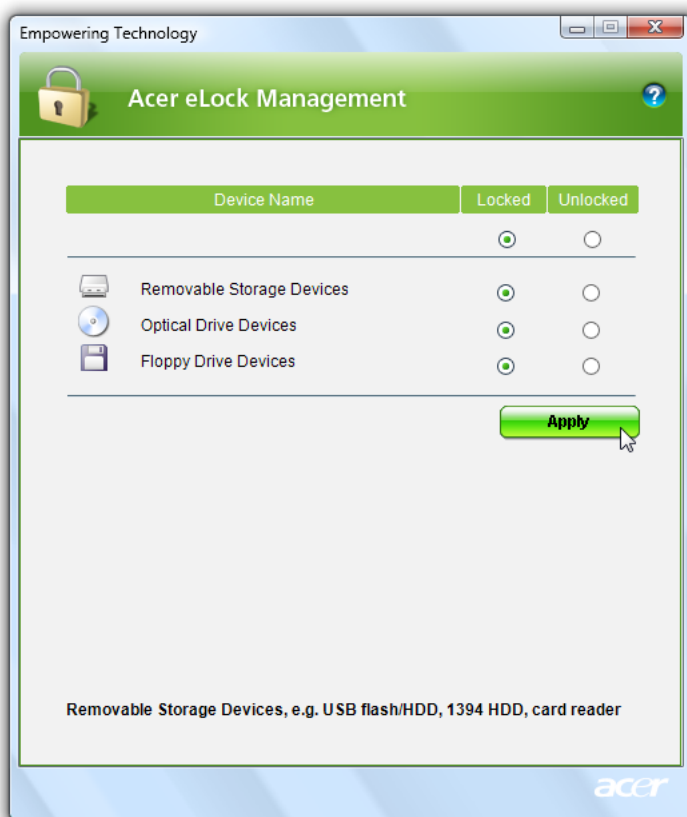 Empowering Technology
Acer eLock Management
Device Name Locked Unlocked
Removable Storage Devices
Optical Drive Devices
Floppy Drive Devices
Apply
Removable Storage Devices, e.g. USB flash/HDD, 1394 HDD, card reader
acer